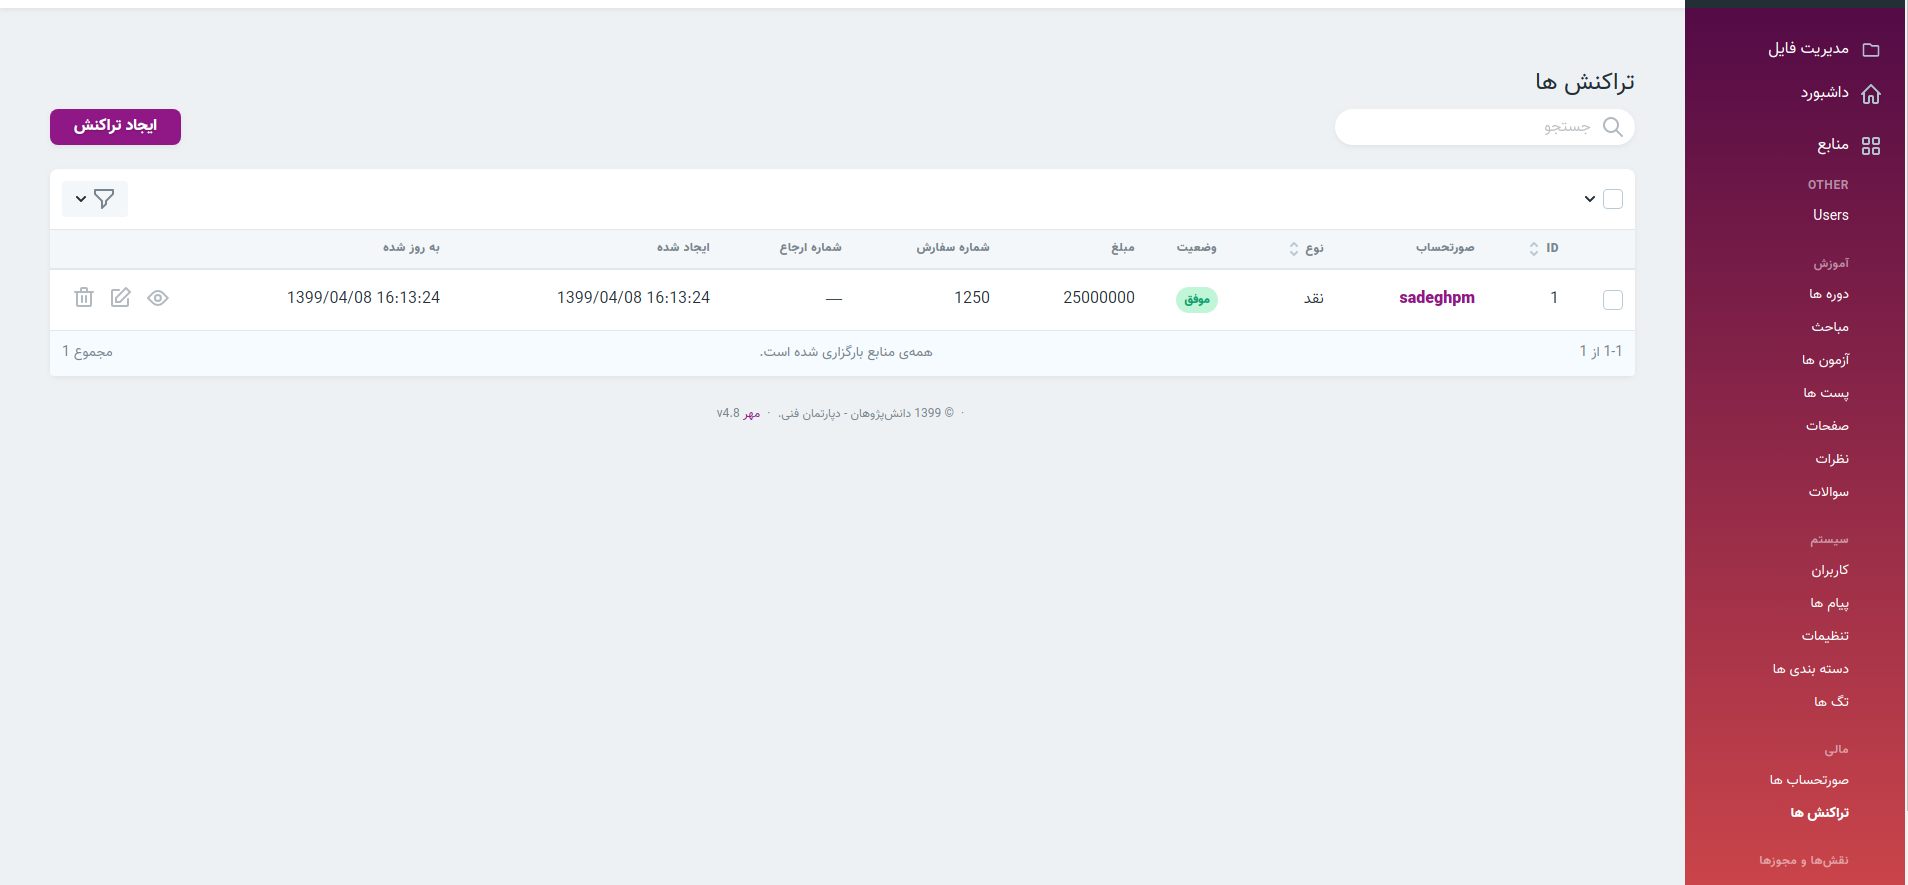 مدیریت فایل
داشبورد
منابع
OTHER
Users
آموزش
دوره ها
مباحث
آزمون ها
پست ها
صفحات
نظرات
سوالات
سیستم
کاربران
پیام ها
تنظیمات
دسته بندی ها
تگ ها
مالی
صورتحساب ها
تراکنش ها
نقش‌ها و مجوزها
تراکنش ها
جستجو
ایجاد تراکنش
ID صورتحساب نوع وضعیت مبلغ شماره سفارش شماره ارجاع ایجاد شده به روز شده
1 sadeghpm نقد موفق 25000000 1250 — 1399/04/08 16:13:24 1399/04/08 16:13:24
1-1 از 1 همه‌ی منابع بارگزاری شده است. مجموع 1
· © 1399 دانش‌پژوهان - دپارتمان فنی. · مهر v4.8